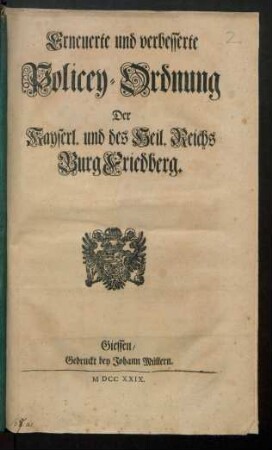 Erneuerte und verbesserte
Policey-Ordnung
Der
Kayserl. und des Heil. Reichs
Burg Friedberg.
Giessen/
Gedruckt bey Johann Müllern.
M DCC XXIX.
2